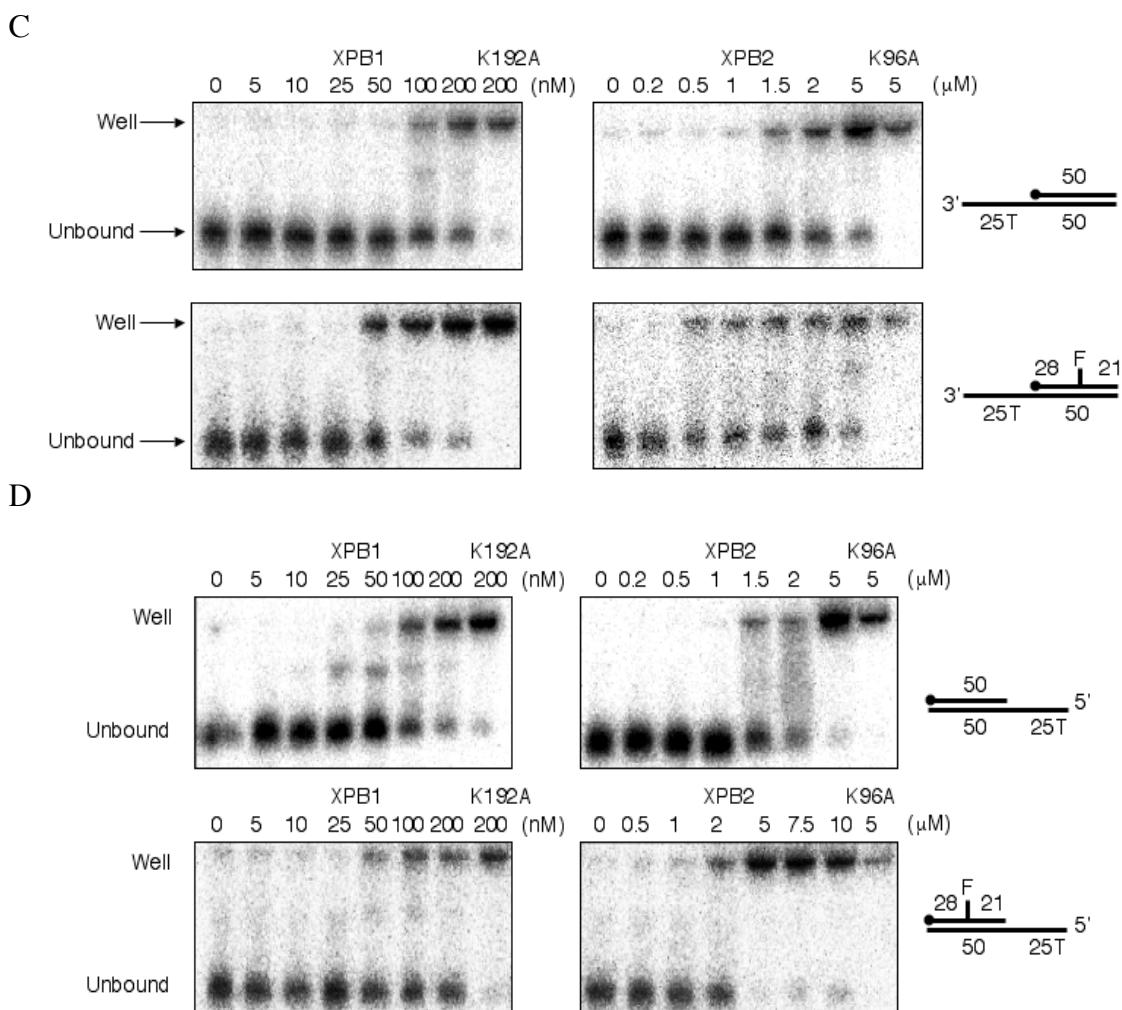 C
XPB1 K192A XPB2 K96A
0 5 10 25 50 100 200 200 (nM) 0 0.2 0.5 1 1.5 2 5 5 (μM)
Well
50
3'
25T 50
Unbound
Well
28 F 21
3'
25T 50
Unbound
D
XPB1 K192A XPB2 K96A
0 5 10 25 50 100 200 200 (nM) 0 0.2 0.5 1 1.5 2 5 5 (μM)
Well
50
5'
50 25T
Unbound
XPB1 K192A XPB2 K96A
0 5 10 25 50 100 200 200 (nM) 0 0.5 1 2 5 7.5 10 5 (μM)
Well
F
28 21
5'
50 25T
Unbound